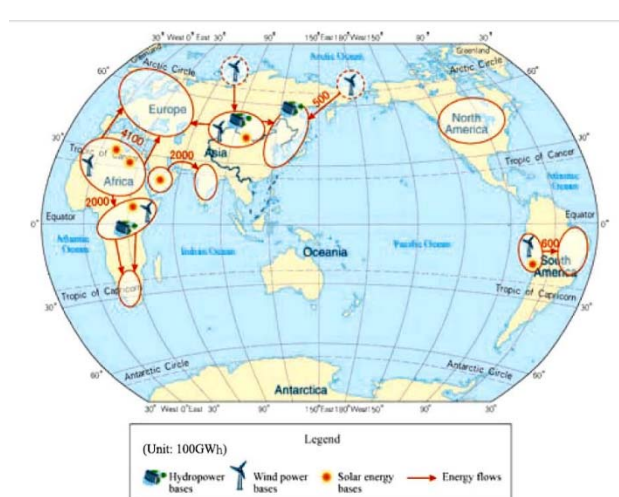 30° West 0° East 30° 90° 150°East 180°West 150° 90° 30°
Greenland
Arctic Ocean
Greenland
60°
Arctic Circle
Arctic Circle
60°
500
Europe
North
America
4100
30°
Tropic of
Asia
2000
30°
Tropic of Cancer
Africa
Atlantic
Ocean
2000
Equator
0°
Equator
0°
Atlantic
Ocean
Indian Ocean
Oceania
Pacific Ocean
600
South
America
Tropic of Capricorn
Tropic of Capricorn
30°
30°
60°
Antarctic Circle
Antarctic Circle
60°
Antarctica
30° West 0° East 30° 90° 150°East 180°West 150° 90° 30°
Legend
(Unit: 100GWh)
Hydropower
bases
Wind power
bases
Solar energy
bases
Energy flows